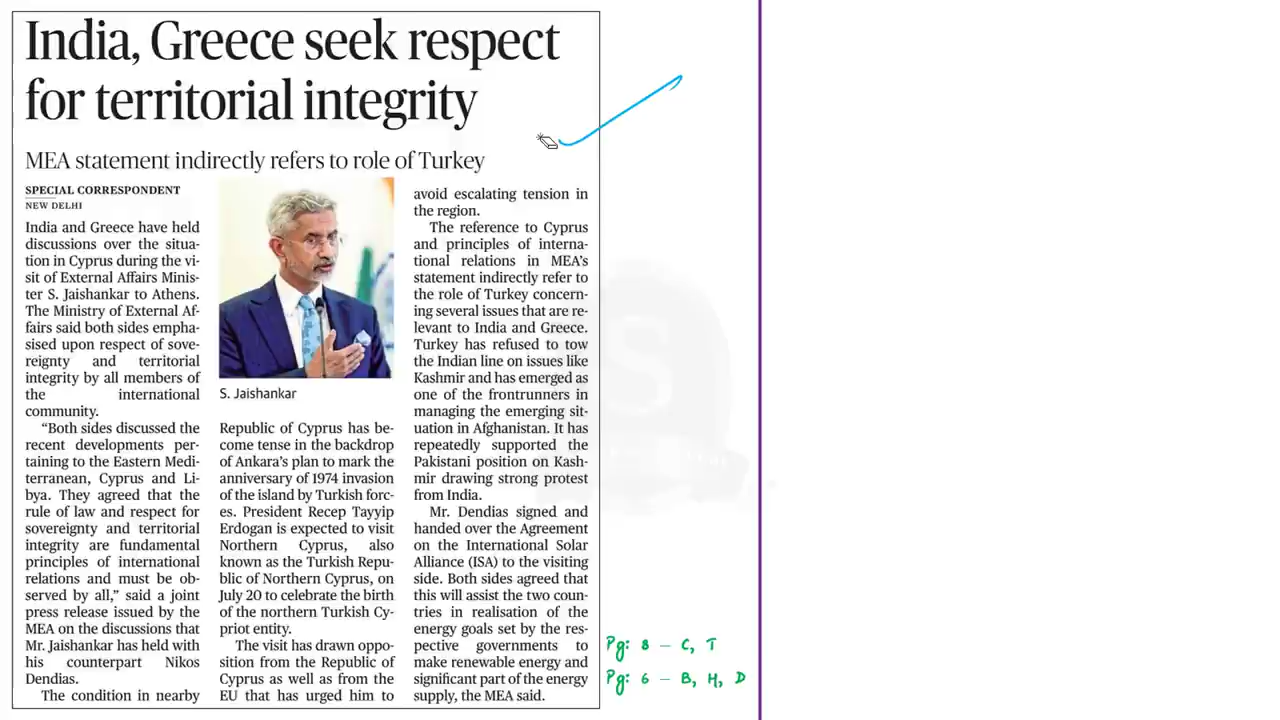 India, Greece seek respect
for territorial integrity
MEA statement indirectly refers to role of Turkey
SPECIAL CORRESPONDENT
NEW DELHI
India and Greece have held
discussions over the situa-
tion in Cyprus during the vi-
sit of External Affairs Minis-
ter S. Jaishankar to Athens.
The Ministry of External Af-
fairs said both sides empha-
sised upon respect of sove-
reignty and territorial
integrity by all members of
the international
community.
“Both sides discussed the
recent developments per-
taining to the Eastern Medi-
terranean, Cyprus and Li-
bya. They agreed that the
rule of law and respect for
sovereignty and territorial
integrity are fundamental
principles of international
relations and must be ob-
served by all,” said a joint
press release issued by the
MEA on the discussions that
Mr. Jaishankar has held with
his counterpart Nikos
Dendias.
The condition in nearby
S. Jaishankar
Republic of Cyprus has be-
come tense in the backdrop
of Ankara’s plan to mark the
anniversary of 1974 invasion
of the island by Turkish forc-
es. President Recep Tayyip
Erdogan is expected to visit
Northern Cyprus, also
known as the Turkish Repu-
blic of Northern Cyprus, on
July 20 to celebrate the birth
of the northern Turkish Cy-
priot entity.
The visit has drawn oppo-
sition from the Republic of
Cyprus as well as from the
EU that has urged him to
avoid escalating tension in
the region.
The reference to Cyprus
and principles of interna-
tional relations in MEA’s
statement indirectly refer to
the role of Turkey concern-
ing several issues that are re-
levant to India and Greece.
Turkey has refused to tow
the Indian line on issues like
Kashmir and has emerged as
one of the frontrunners in
managing the emerging sit-
uation in Afghanistan. It has
repeatedly supported the
Pakistani position on Kash-
mir drawing strong protest
from India.
Mr. Dendias signed and
handed over the Agreement
on the International Solar
Alliance (ISA) to the visiting
side. Both sides agreed that
this will assist the two coun-
tries in realisation of the
energy goals set by the res-
pective governments to
make renewable energy and
significant part of the energy
supply, the MEA said.
Pg: 8 – C, T
Pg: 6 – B, H, D